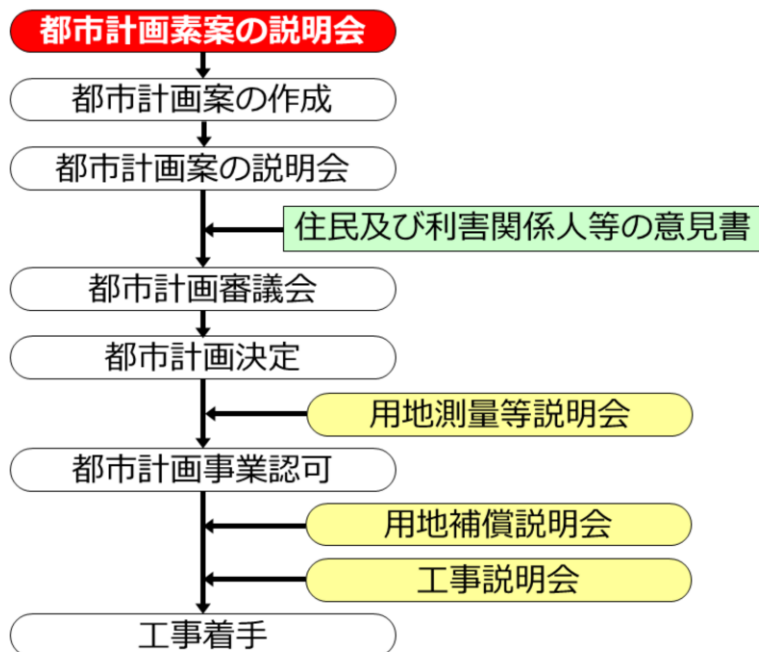 都市計画素案の説明会
都市計画案の作成
都市計画案の説明会
住民及び利害関係人等の意見書
都市計画審議会
都市計画決定
用地測量等説明会
都市計画事業認可
用地補償説明会
工事説明会
工事着手